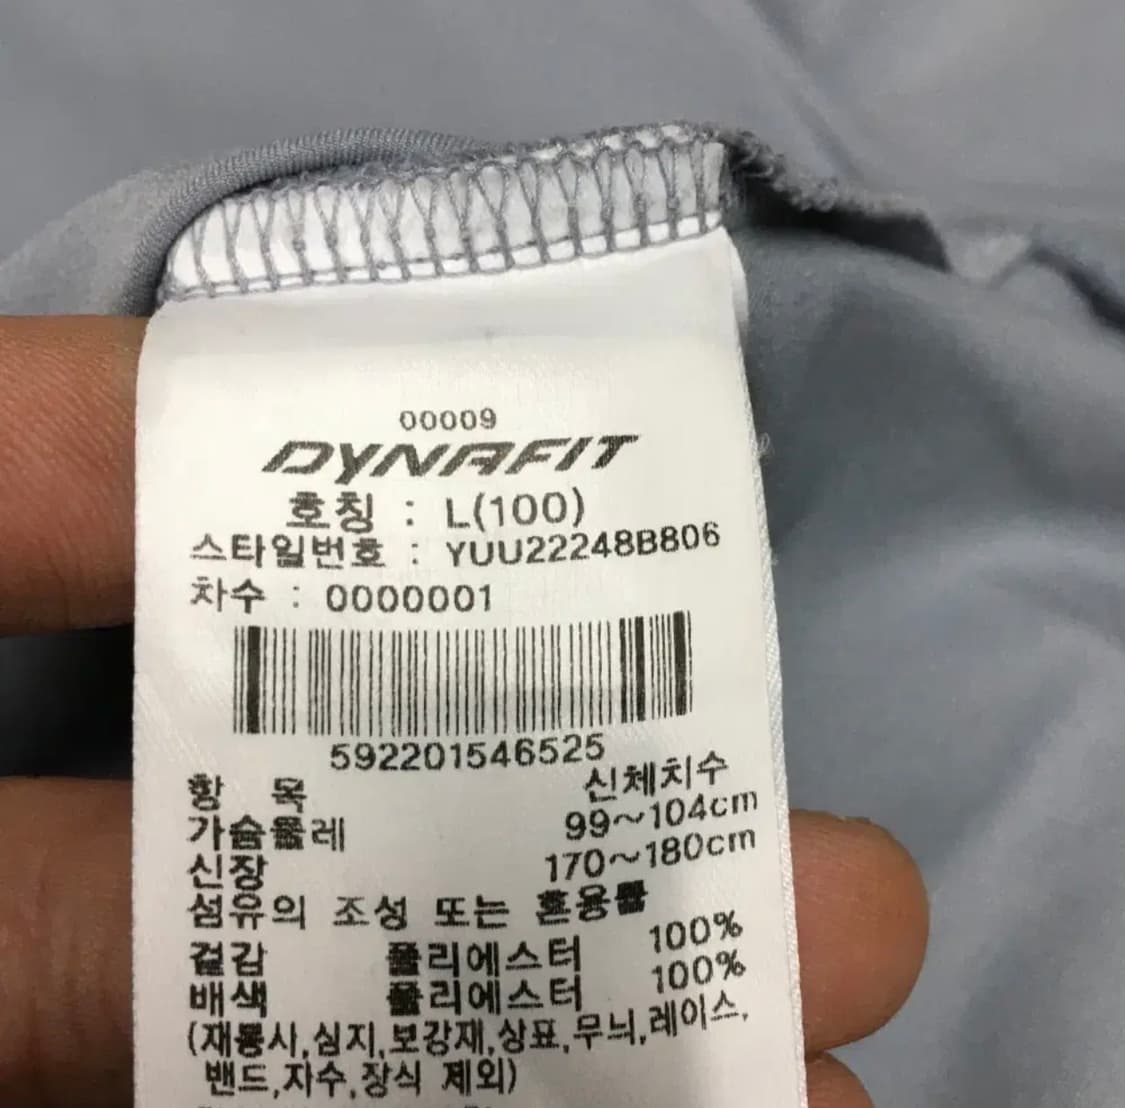 00009
DYNAFIT
호칭 : L(100)
스타일번호 : YUU22248B806
차수 : 0000001
592201546525
항 목 신체치수
가슴둘레 99~104cm
신장 170~180cm
섬유의 조성 또는 혼용률
겉감 폴리에스터 100%
배색 폴리에스터 100%
(재봉사,심지,보강재,상표,무늬,레이스,
밴드,자수,장식 제외)